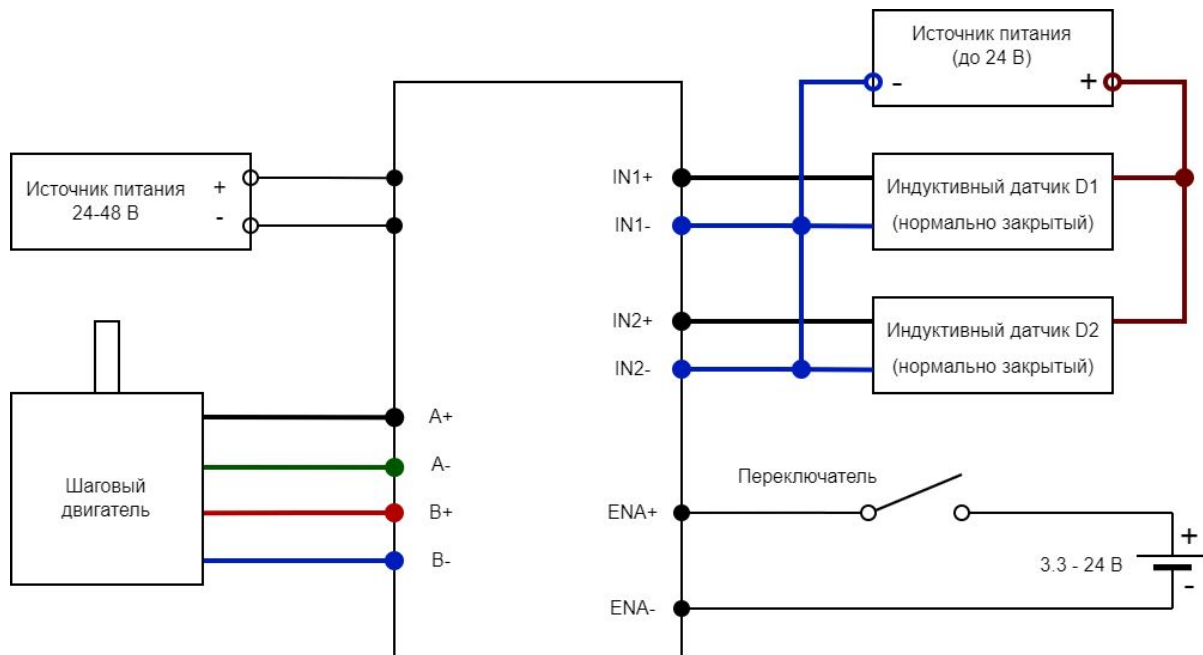 Источник питания
(до 24 В)
-
+
Источник питания
24-48 В
+
-
IN1+
IN1-
Индуктивный датчик D1
(нормально закрытый)
IN2+
IN2-
Индуктивный датчик D2
(нормально закрытый)
Шаговый
двигатель
A+
A-
B+
B-
Переключатель
ENA+
ENA-
3.3 - 24 В
+
-